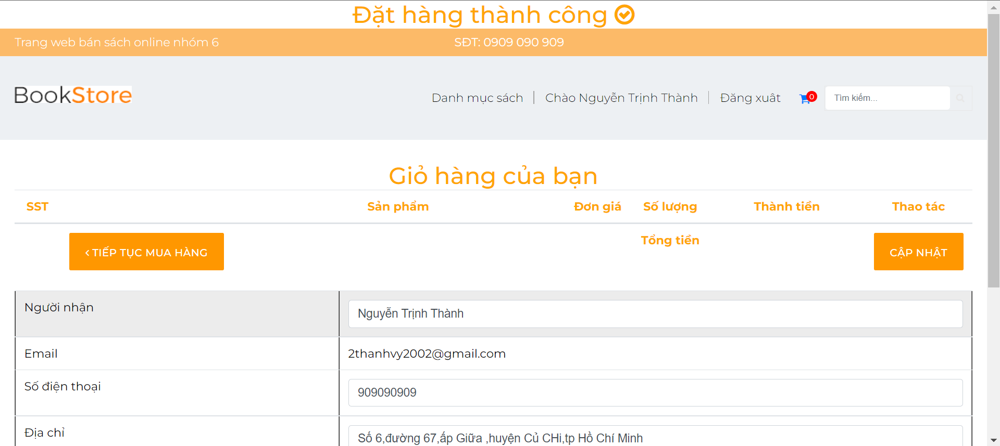 Đặt hàng thành công
Trang web bán sách online nhóm 6
SĐT: 0909 090 909
BookStore
Danh mục sách
Chào Nguyễn Trịnh Thành
Đăng xuât
0
Tìm kiếm...
Giỏ hàng của bạn
SST Sản phẩm Đơn giá Số lượng Thành tiền Thao tác
‹ TIẾP TỤC MUA HÀNG
Tổng tiền
CẬP NHẬT
Người nhận
Nguyễn Trịnh Thành
Email
2thanhvy2002@gmail.com
Số điện thoại
909090909
Địa chỉ
Số 6,đường 67,ấp Giữa ,huyện Củ CHi,tp Hồ Chí Minh